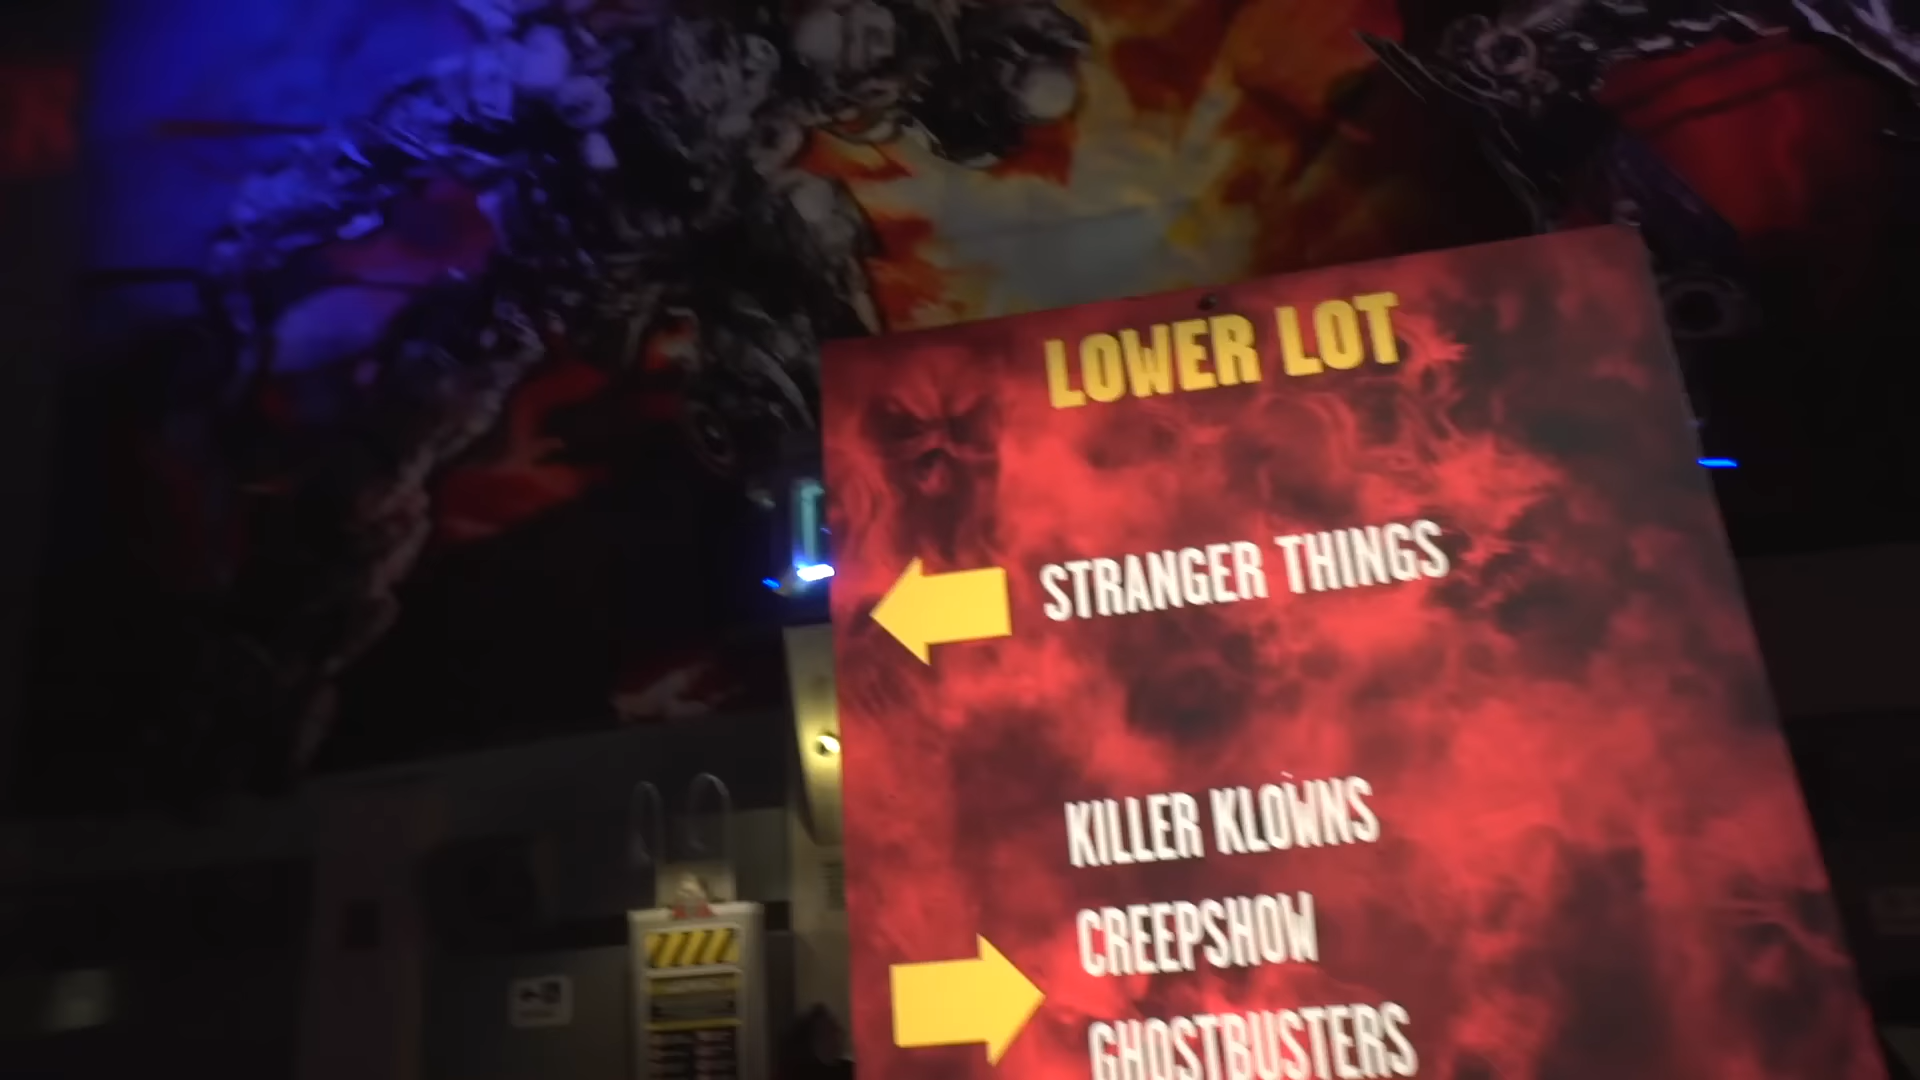 LOWER LOT
STRANGER THINGS
KILLER KLOWNS
CREEPSHOW
GHOSTBUSTERS